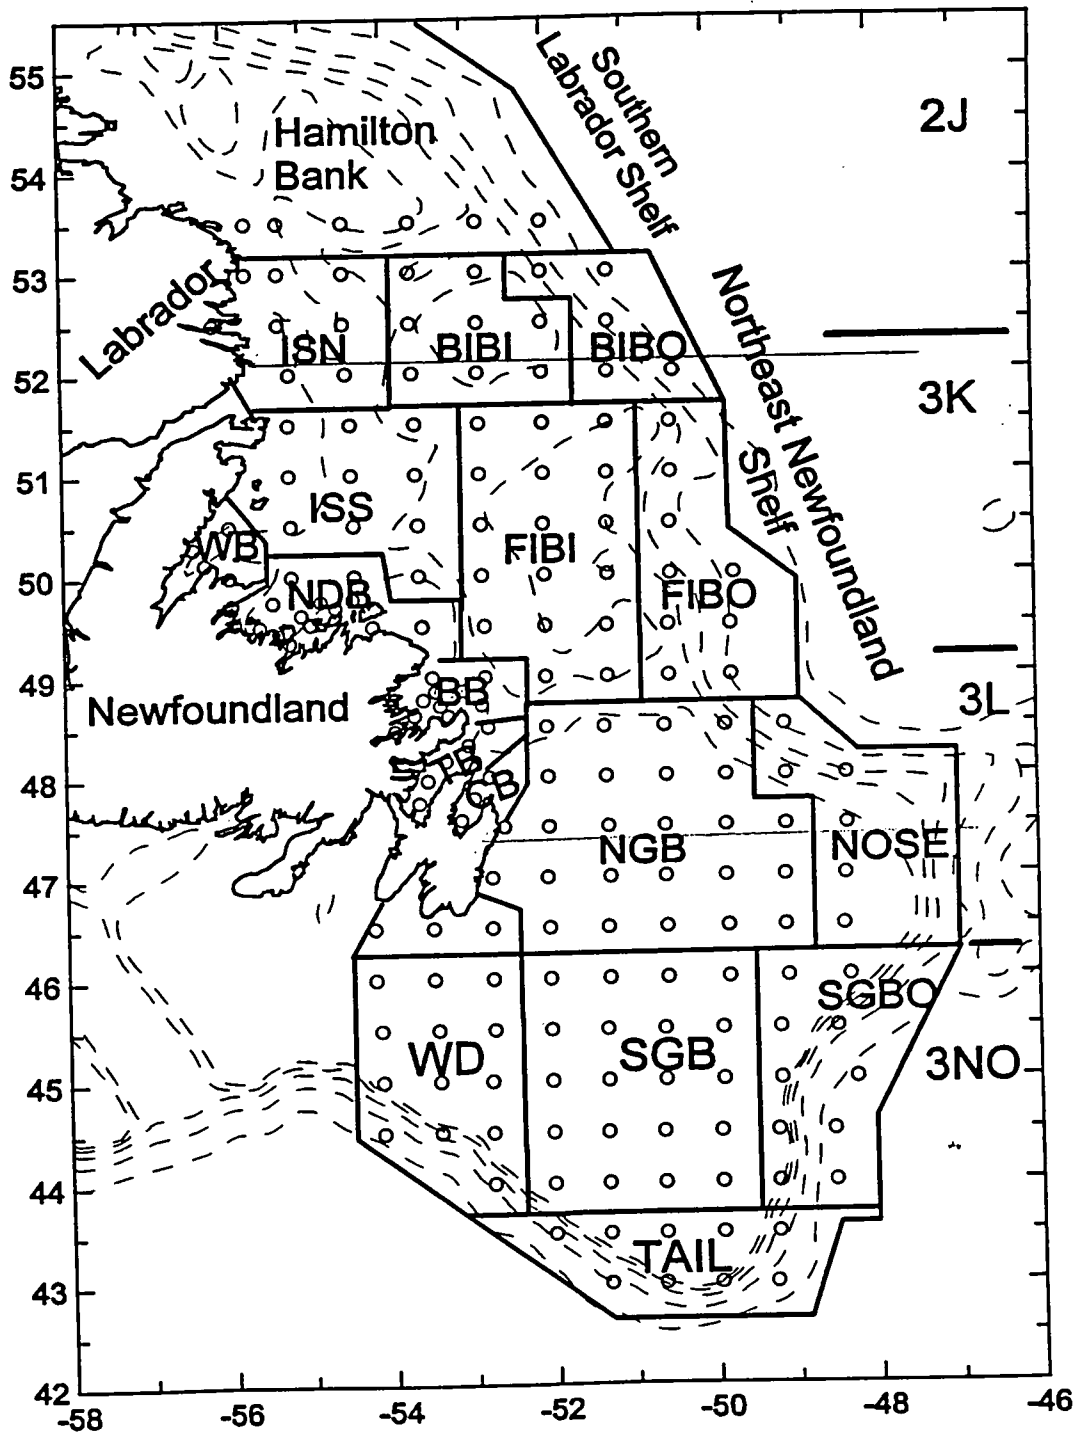 55
Southern
Labrador Shelf
2J
Hamilton
Bank
54
53
Labrador
Northeast Newfoundland
Shelf
ISN
BIBI
BIBO
52
3K
51
ISS
WB
FIBI
50
NDB
FIBO
49
Newfoundland
BB
3L
48
TB
CB
NGB
NOSE
47
46
SGBO
WD
SGB
3NO
45
44
TAIL
43
42
-58
-56
-54
-52
-50
-48
-46